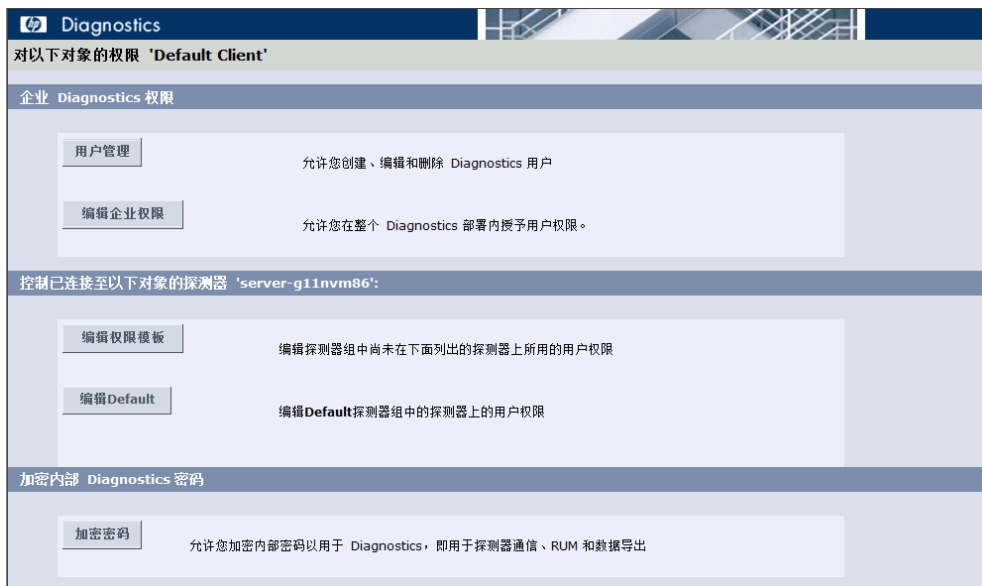 hp Diagnostics
对以下对象的权限 'Default Client'
企业 Diagnostics 权限
用户管理
允许您创建、编辑和删除 Diagnostics 用户
编辑企业权限
允许您在整个 Diagnostics 部署内授予用户权限。
控制已连接至以下对象的探测器 'server-g11nvm86':
编辑权限模板
编辑探测器组中尚未在下面列出的探测器上所用的用户权限
编辑Default
编辑Default探测器组中的探测器上的用户权限
加密内部 Diagnostics 密码
加密密码
允许您加密内部密码以用于 Diagnostics，即用于探测器通信、RUM 和数据导出